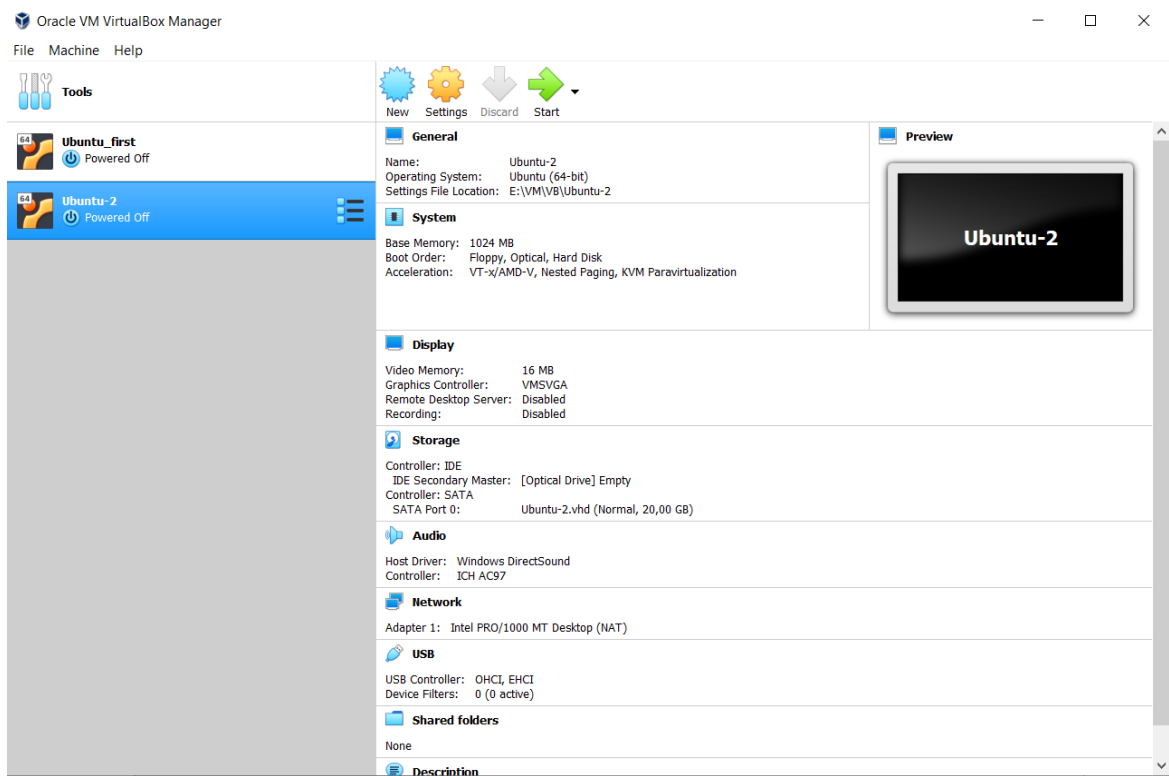 Oracle VM VirtualBox Manager
File Machine Help
Tools
New Settings Discard Start
64
Ubuntu_first
Powered Off
64
Ubuntu-2
Powered Off
General
Name: Ubuntu-2
Operating System: Ubuntu (64-bit)
Settings File Location: E:\VM\VB\Ubuntu-2
Preview
Ubuntu-2
System
Base Memory: 1024 MB
Boot Order: Floppy, Optical, Hard Disk
Acceleration: VT-x/AMD-V, Nested Paging, KVM Paravirtualization
Display
Video Memory: 16 MB
Graphics Controller: VMSVGA
Remote Desktop Server: Disabled
Recording: Disabled
Storage
Controller: IDE
IDE Secondary Master: [Optical Drive] Empty
Controller: SATA
SATA Port 0: Ubuntu-2.vhd (Normal, 20,00 GB)
Audio
Host Driver: Windows DirectSound
Controller: ICH AC97
Network
Adapter 1: Intel PRO/1000 MT Desktop (NAT)
USB
USB Controller: OHCI, EHCI
Device Filters: 0 (0 active)
Shared folders
None
Description